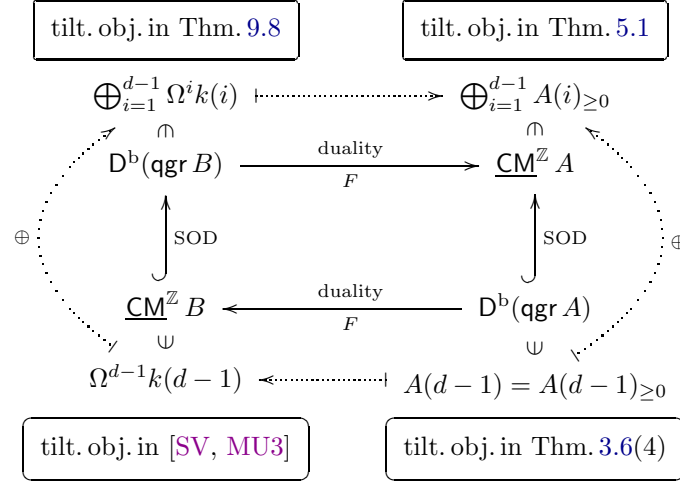 tilt. obj. in Thm. 9.8 tilt. obj. in Thm. 5.1
⨁_{i=1}^{d−1} Ω^i k(i) ⨁_{i=1}^{d−1} A(i)_{≥0}
D^b(qgr B) duality F <u>CM</u>^ℤ A
⊕ SOD SOD ⊕
<u>CM</u>^ℤ B duality F D^b(qgr A)
Ω^{d−1}k(d − 1) A(d − 1) = A(d − 1)_{≥0}
tilt. obj. in [SV, MU3] tilt. obj. in Thm. 3.6(4)